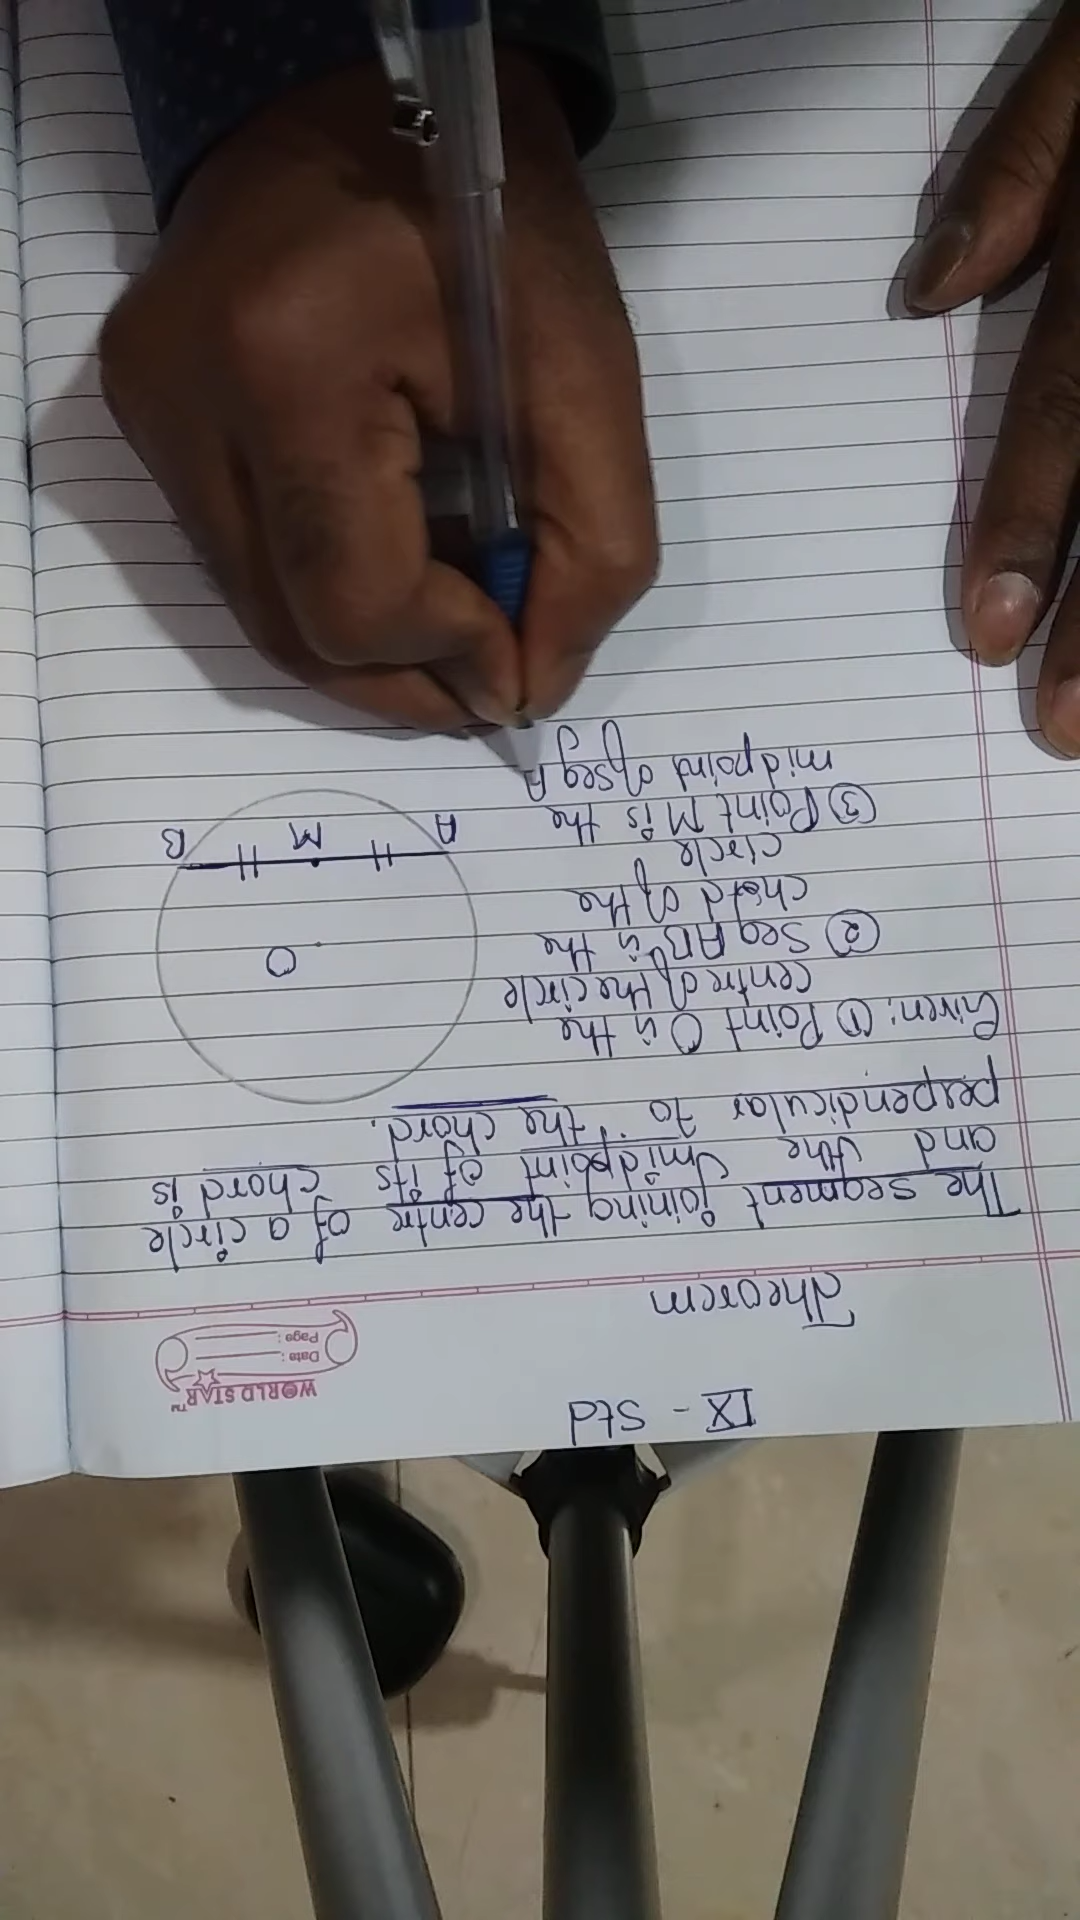 IX - Std
WORLD STAR™
Date :
Page :
Theorem
The segment joining the centre of a circle
and the midpoint of its chord is
perpendicular to the chord.
Given: ① Point O is the
centre of the circle
② Seg AB is the
chord of the
circle
③ Point M is the
midpoint of seg A
O
A M B